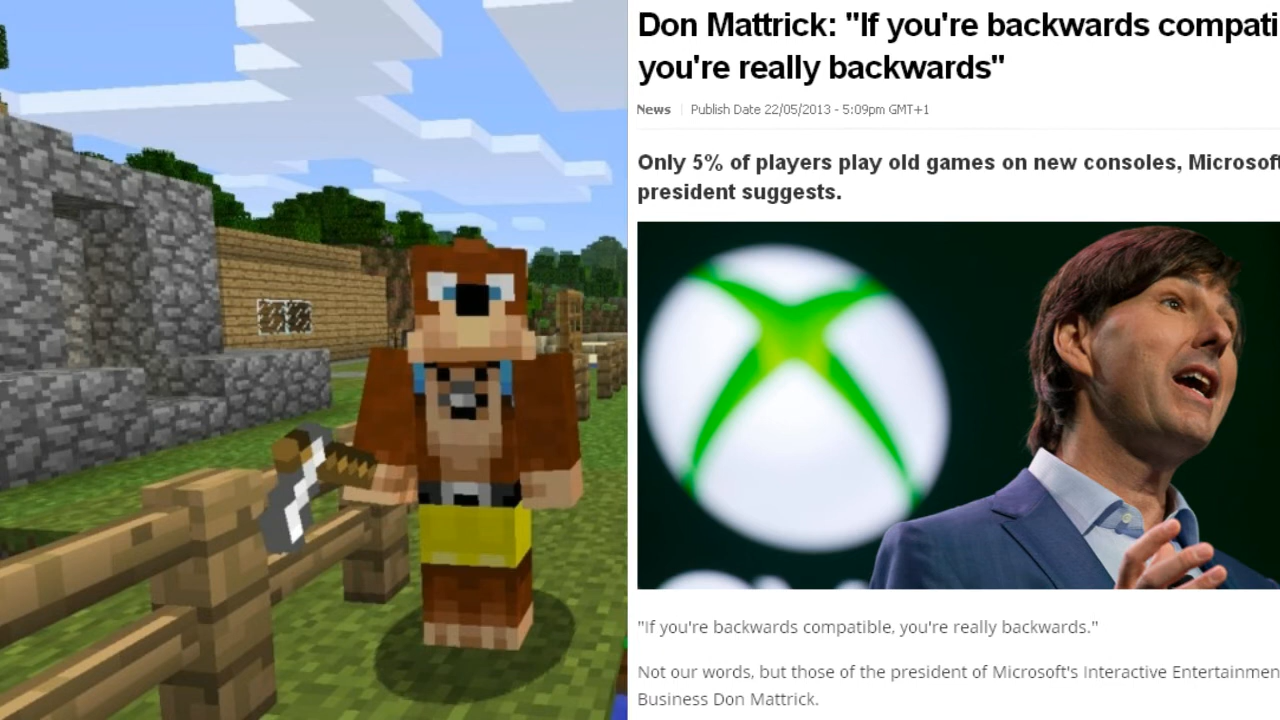 Don Mattrick: "If you're backwards compati
you're really backwards"
News | Publish Date 22/05/2013 - 5:09pm GMT+1
Only 5% of players play old games on new consoles, Microsoft
president suggests.
"If you're backwards compatible, you're really backwards."
Not our words, but those of the president of Microsoft's Interactive Entertainmen
Business Don Mattrick.